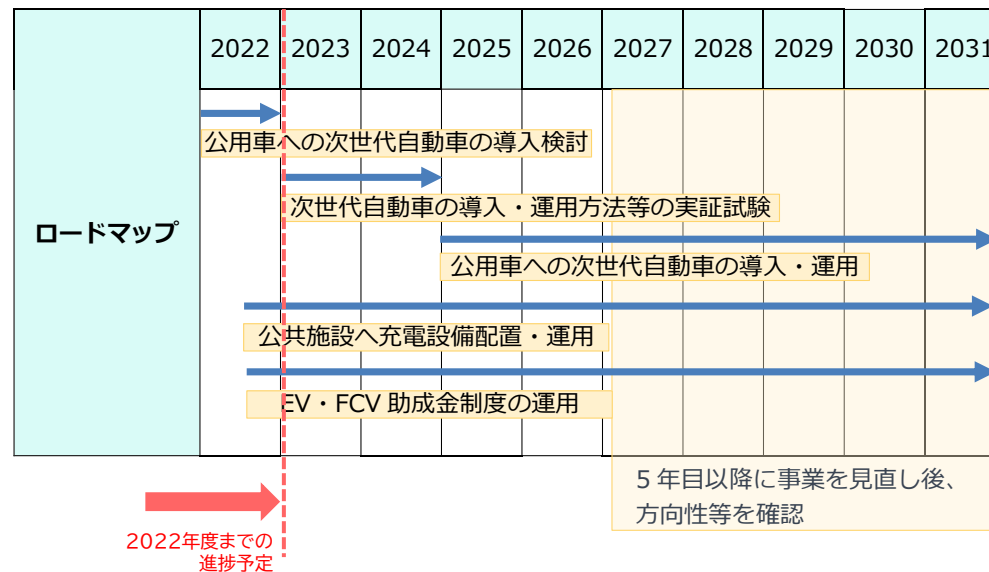 2022 2023 2024 2025 2026 2027 2028 2029 2030 2031
公用車への次世代自動車の導入検討
次世代自動車の導入・運用方法等の実証試験
ロードマップ
公用車への次世代自動車の導入・運用
公共施設へ充電設備配置・運用
EV・FCV 助成金制度の運用
5 年目以降に事業を見直し後、
方向性等を確認
2022年度までの
進捗予定